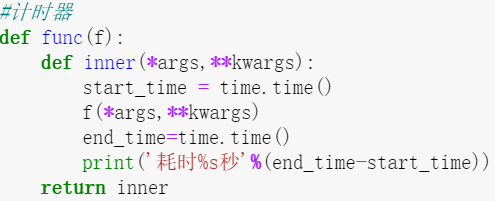 #计时器
def func(f):
    def inner(*args,**kwargs):
        start_time = time.time()
        f(*args,**kwargs)
        end_time=time.time()
        print('耗时%s秒'%(end_time-start_time))
    return inner